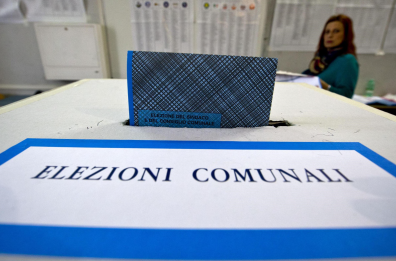 ELEZIONE DEL SINDACO
E DEL CONSIGLIO COMUNALE
ELEZIONI COMUNALI